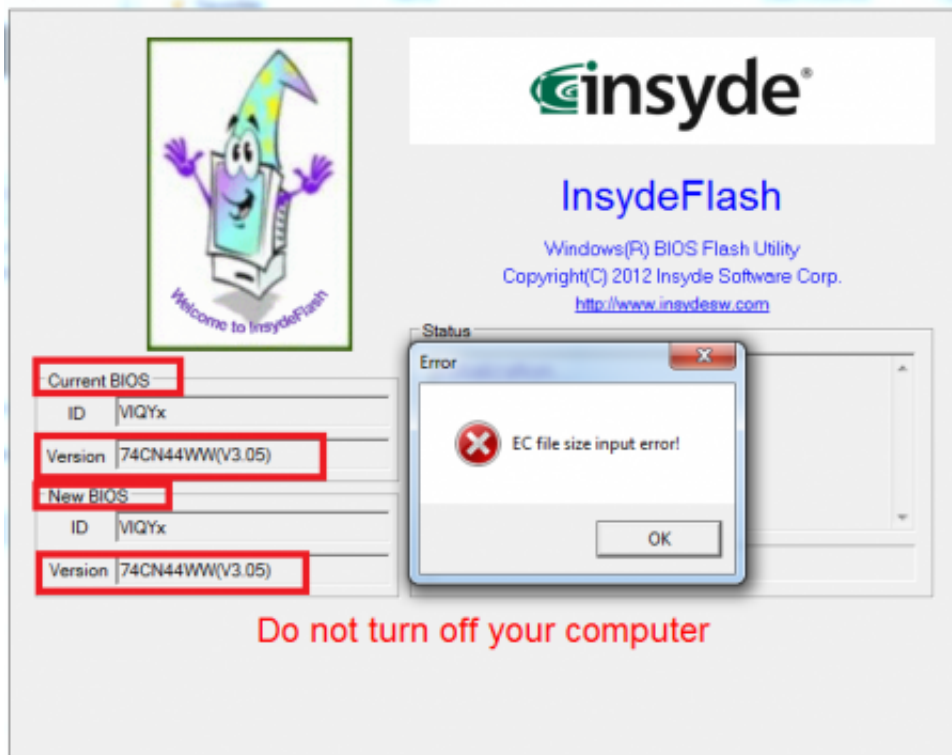 insyde®
InsydeFlash
Windows(R) BIOS Flash Utility
Copyright(C) 2012 Insyde Software Corp.
http://www.insydesw.com
Welcome to InsydeFlash
Status
Error
EC file size input error!
OK
Current BIOS
ID VIQYx
Version 74CN44WW(V3.05)
New BIOS
ID VIQYx
Version 74CN44WW(V3.05)
Do not turn off your computer